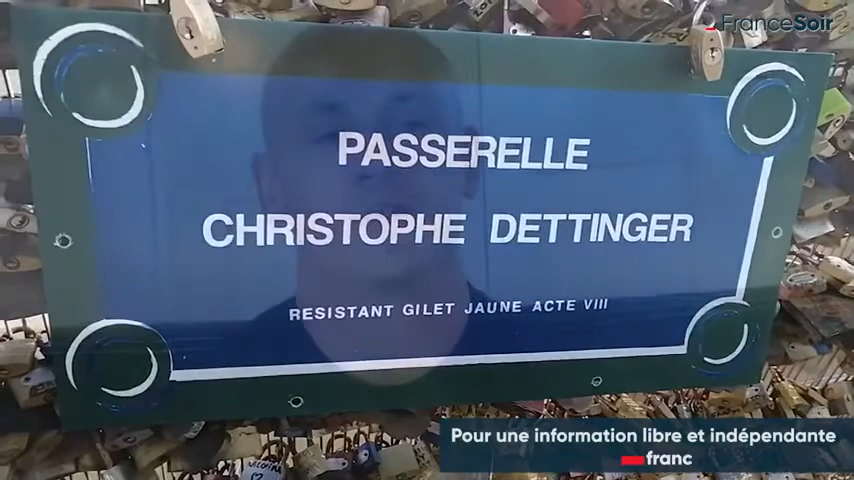 FranceSoir
PASSERELLE
CHRISTOPHE DETTINGER
RESISTANT GILET JAUNE ACTE VIII
Pour une information libre et indépendante
franc